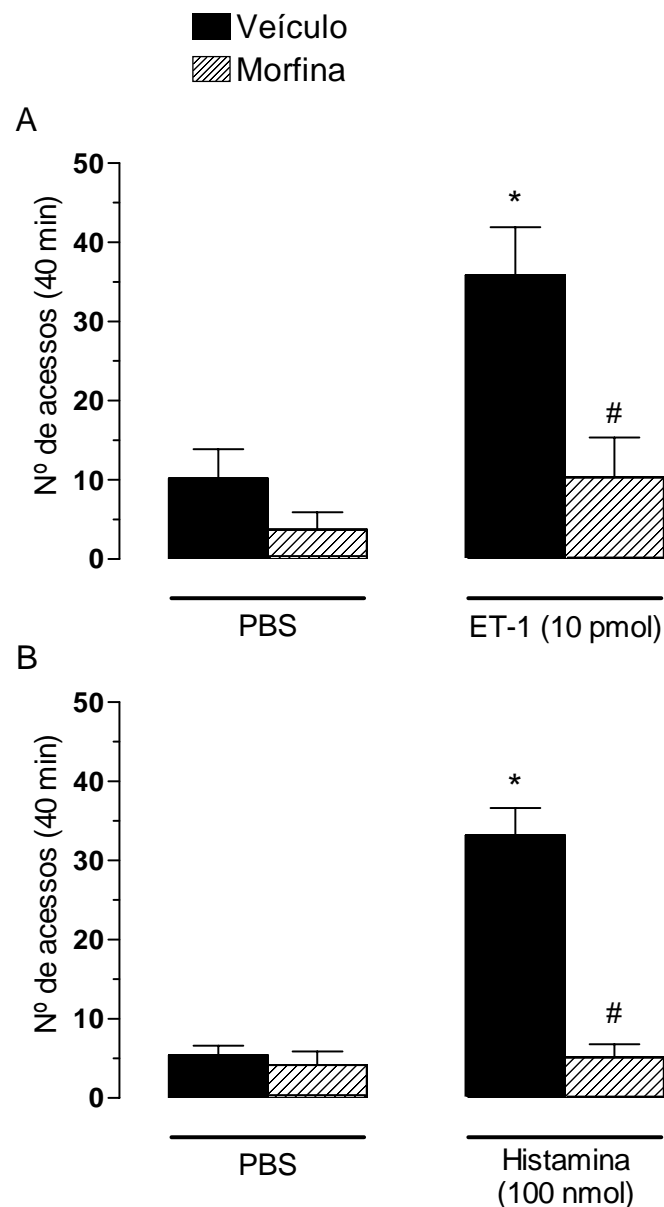 Veículo
Morfina
A
Nº de acessos (40 min)
50
40
30
20
10
0
*
#
PBS
ET-1 (10 pmol)
B
Nº de acessos (40 min)
50
40
30
20
10
0
*
#
PBS
Histamina
(100 nmol)